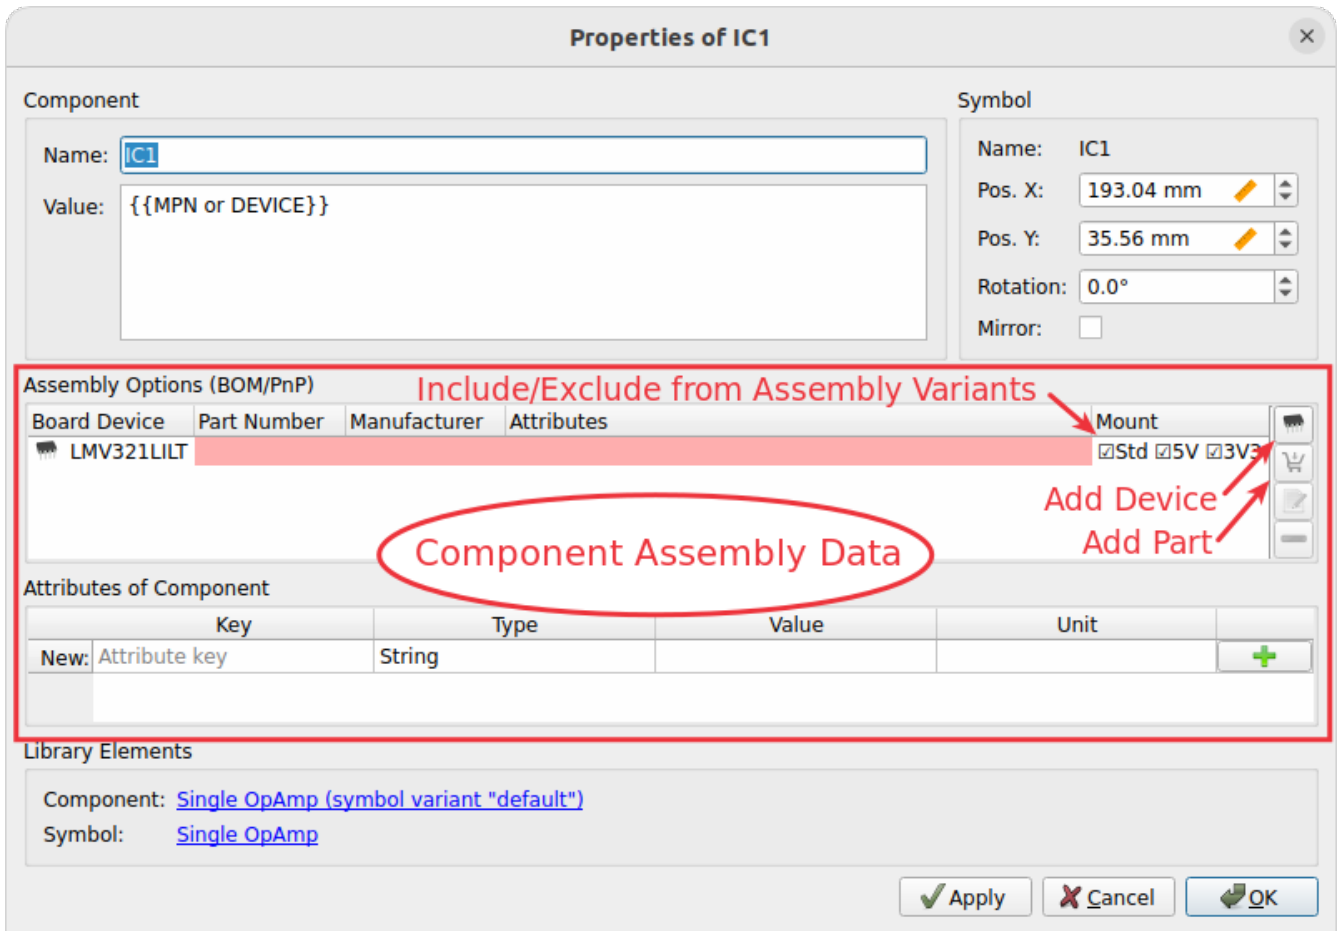 Properties of IC1
Component
Symbol
Name: IC1
Value: {{MPN or DEVICE}}
Name: IC1
Pos. X: 193.04 mm
Pos. Y: 35.56 mm
Rotation: 0.0°
Mirror:
Assembly Options (BOM/PnP)
Include/Exclude from Assembly Variants
Board Device Part Number Manufacturer Attributes Mount
LMV321LILT ☑Std ☑5V ☑3V3
Add Device
Add Part
Component Assembly Data
Attributes of Component
Key Type Value Unit
New: Attribute key String
Library Elements
Component: Single OpAmp (symbol variant "default")
Symbol: Single OpAmp
Apply Cancel OK